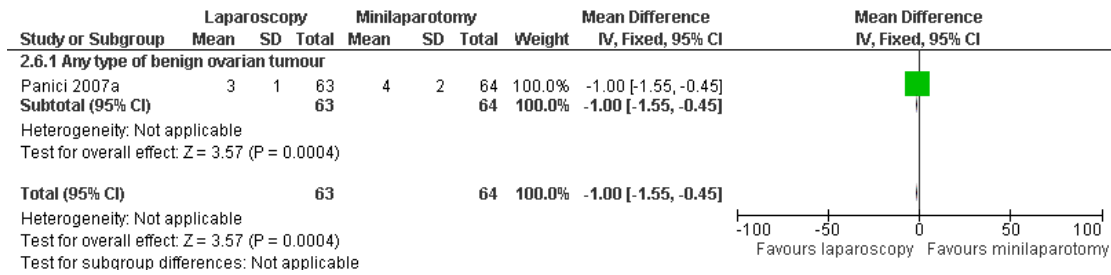 Laparoscopy Minilaparotomy Mean Difference Mean Difference
Study or Subgroup Mean SD Total Mean SD Total Weight IV, Fixed, 95% CI IV, Fixed, 95% CI
2.6.1 Any type of benign ovarian tumour
Panici 2007a 3 1 63 4 2 64 100.0% -1.00 [-1.55, -0.45]
Subtotal (95% CI) 63 64 100.0% -1.00 [-1.55, -0.45]
Heterogeneity: Not applicable
Test for overall effect: Z = 3.57 (P = 0.0004)
Total (95% CI) 63 64 100.0% -1.00 [-1.55, -0.45]
Heterogeneity: Not applicable
Test for overall effect: Z = 3.57 (P = 0.0004)
Test for subgroup differences: Not applicable
-100 -50 0 50 100
Favours laparoscopy Favours minilaparotomy